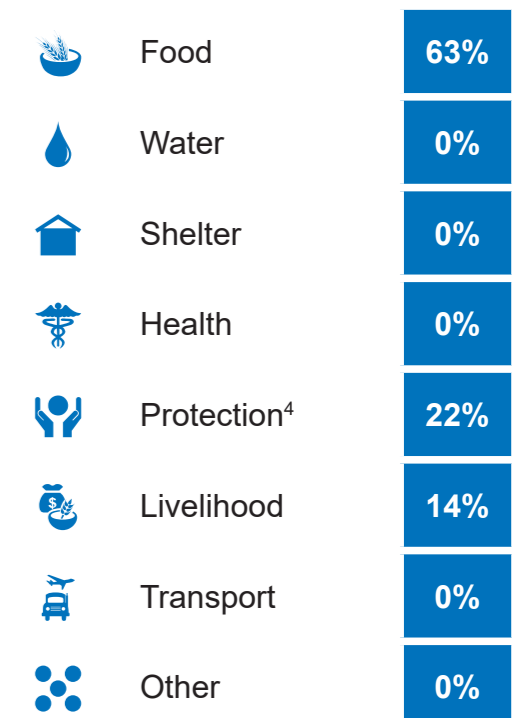 Food 63%
Water 0%
Shelter 0%
Health 0%
Protection⁴ 22%
$ Livelihood 14%
Transport 0%
Other 0%